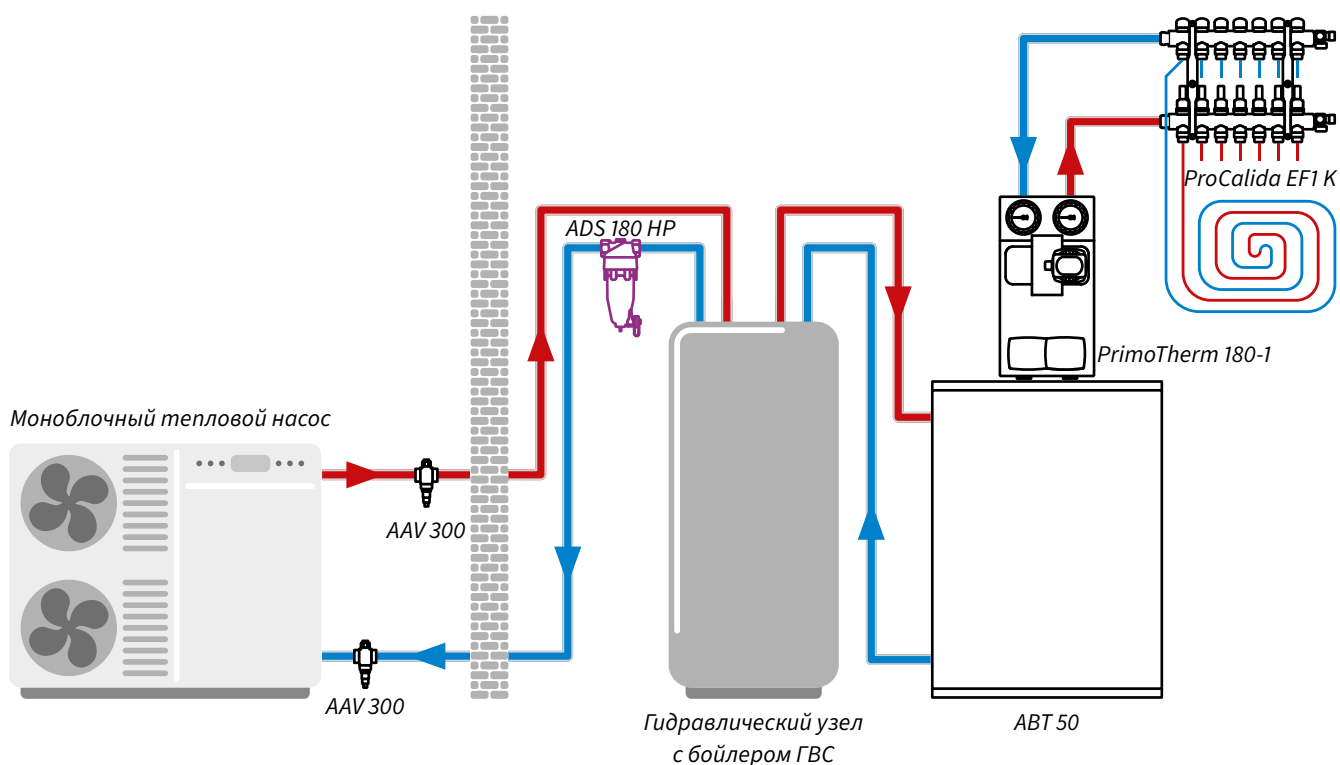 ProCalida EF1 K
ADS 180 HP
PrimoTherm 180-1
Моноблочный тепловой насос
AAV 300
AAV 300
Гидравлический узел
с бойлером ГВС
ABT 50